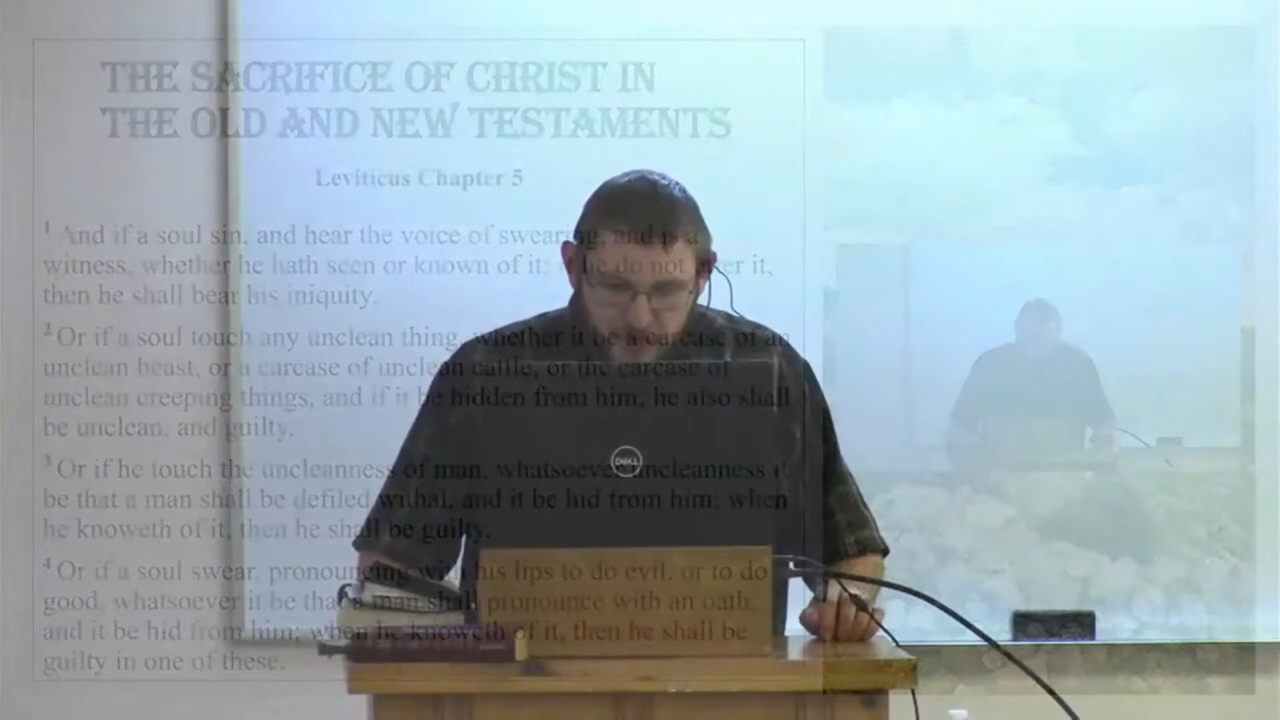 THE SACRIFICE OF CHRIST IN
THE OLD AND NEW TESTAMENTS
Leviticus Chapter 5
1 And if a soul sin, and hear the voice of swearing, and is a
witness, whether he hath seen or known of it; if he do not utter it,
then he shall bear his iniquity.
2 Or if a soul touch any unclean thing, whether it be a carcase of an
unclean beast, or a carcase of unclean cattle, or the carcase of
unclean creeping things, and if it be hidden from him; he also shall
be unclean, and guilty.
3 Or if he touch the uncleanness of man, whatsoever uncleanness it
be that a man shall be defiled withal, and it be hid from him; when
he knoweth of it, then he shall be guilty.
4 Or if a soul swear, pronouncing with his lips to do evil, or to do
good, whatsoever it be that a man shall pronounce with an oath,
and it be hid from him; when he knoweth of it, then he shall be
guilty in one of these.
DELL